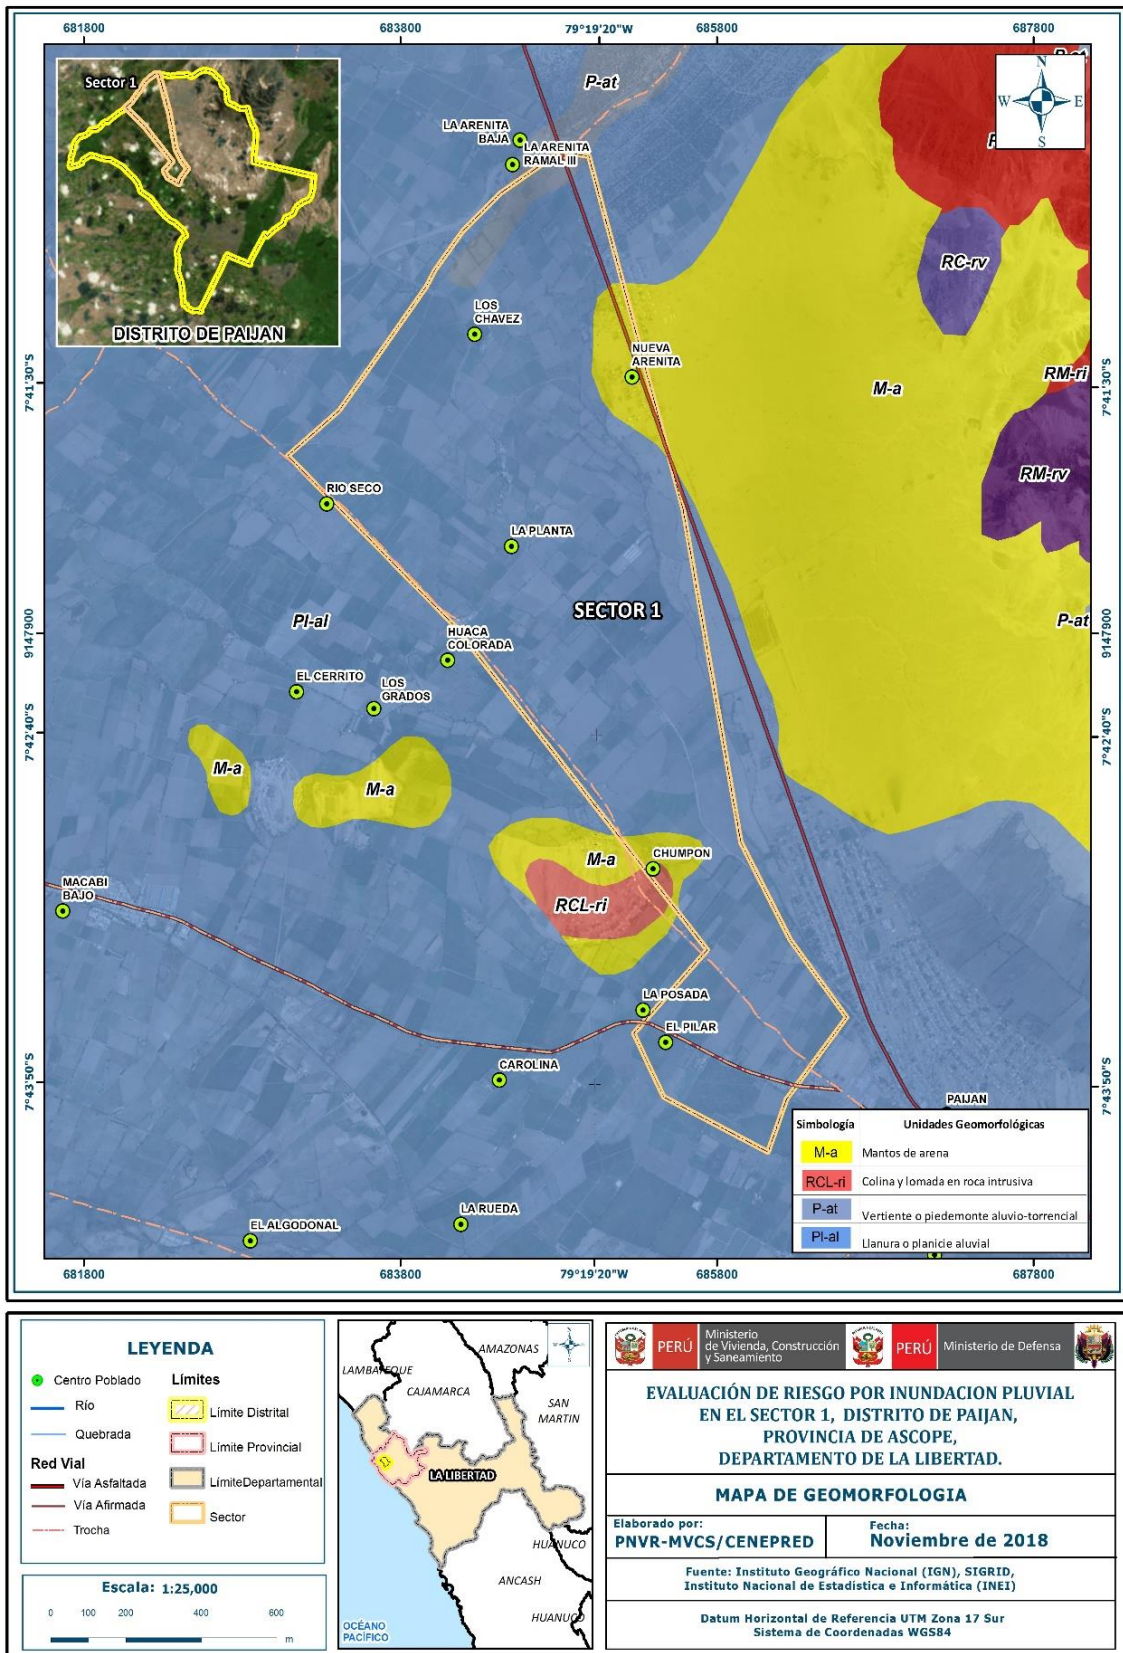 681800
683800
79°19'20"W
685800
687800
Sector 1
DISTRITO DE PAIJAN
P-at
N
W
E
S
LA ARENITA
BAJA
LA ARENITA
RAMAL III
RC-rv
LOS
CHAVEZ
NUEVA
ARENITA
M-a
RM-ri
7°41'30"S
7°41'30"S
RM-rv
RIO SECO
LA PLANTA
SECTOR 1
Pl-al
P-at
9147900
9147900
HUACA
COLORADA
EL CERRITO
LOS
GRADOS
7°42'40"S
7°42'40"S
M-a
M-a
M-a
CHUMPON
RCL-ri
MACABI
BAJO
LA POSADA
EL PILAR
CAROLINA
7°43'50"S
7°43'50"S
PAIJAN
LA RUEDA
EL ALGODONAL
Simbología
Unidades Geomorfológicas
M-a
Mantos de arena
RCL-ri
Colina y lomada en roca intrusiva
P-at
Vertiente o piedemonte aluvio-torrencial
Pl-al
Llanura o planicie aluvial
681800
683800
79°19'20"W
685800
687800
LEYENDA
Centro Poblado
Río
Quebrada
Red Vial
Vía Asfaltada
Vía Afirmada
Trocha
Límites
Límite Distrital
Límite Provincial
LímiteDepartamental
Sector
Escala: 1:25,000
0 100 200 400 600
m
AMAZONAS
LAMBAYEQUE
CAJAMARCA
SAN
MARTIN
LA LIBERTAD
HUANUCO
ANCASH
HUANUCO
OCÉANO
PACÍFICO
PERÚ
Ministerio
de Vivienda, Construcción
y Saneamiento
PERÚ
Ministerio de Defensa
EVALUACIÓN DE RIESGO POR INUNDACION PLUVIAL
EN EL SECTOR 1, DISTRITO DE PAIJAN,
PROVINCIA DE ASCOPE,
DEPARTAMENTO DE LA LIBERTAD.
MAPA DE GEOMORFOLOGIA
Elaborado por:
PNVR-MVCS/CENEPRED
Fecha:
Noviembre de 2018
Fuente: Instituto Geográfico Nacional (IGN), SIGRID,
Instituto Nacional de Estadística e Informática (INEI)
Datum Horizontal de Referencia UTM Zona 17 Sur
Sistema de Coordenadas WGS84